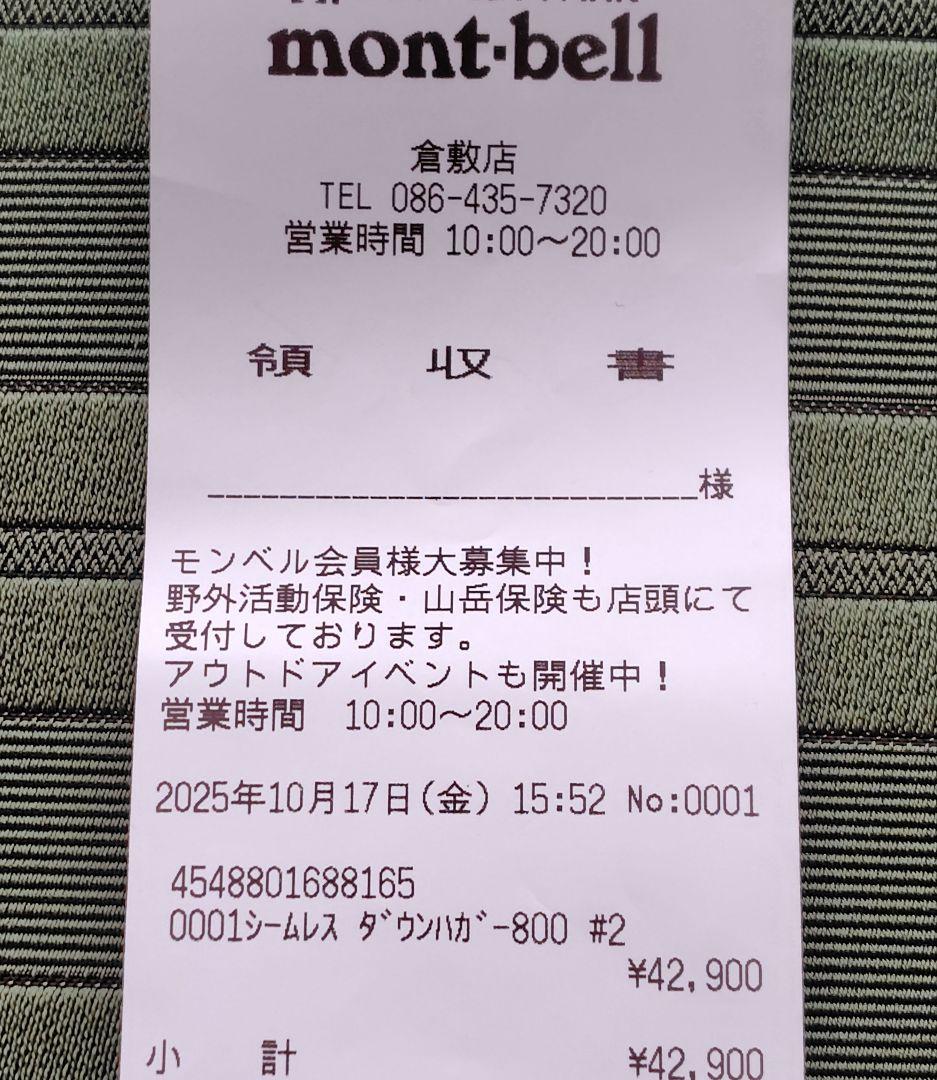 mont·bell
倉敷店
TEL 086-435-7320
営業時間 10:00～20:00
領 収 書
___________________________様
モンベル会員様大募集中！
野外活動保険・山岳保険も店頭にて
受付しております。
アウトドアイベントも開催中！
営業時間 10:00～20:00
2025年10月17日(金) 15:52 No:0001
4548801688165
0001ｼｰﾑﾚｽ ﾀﾞｳﾝﾊｶﾞｰ800 #2
¥42,900
小 計 ¥42,900